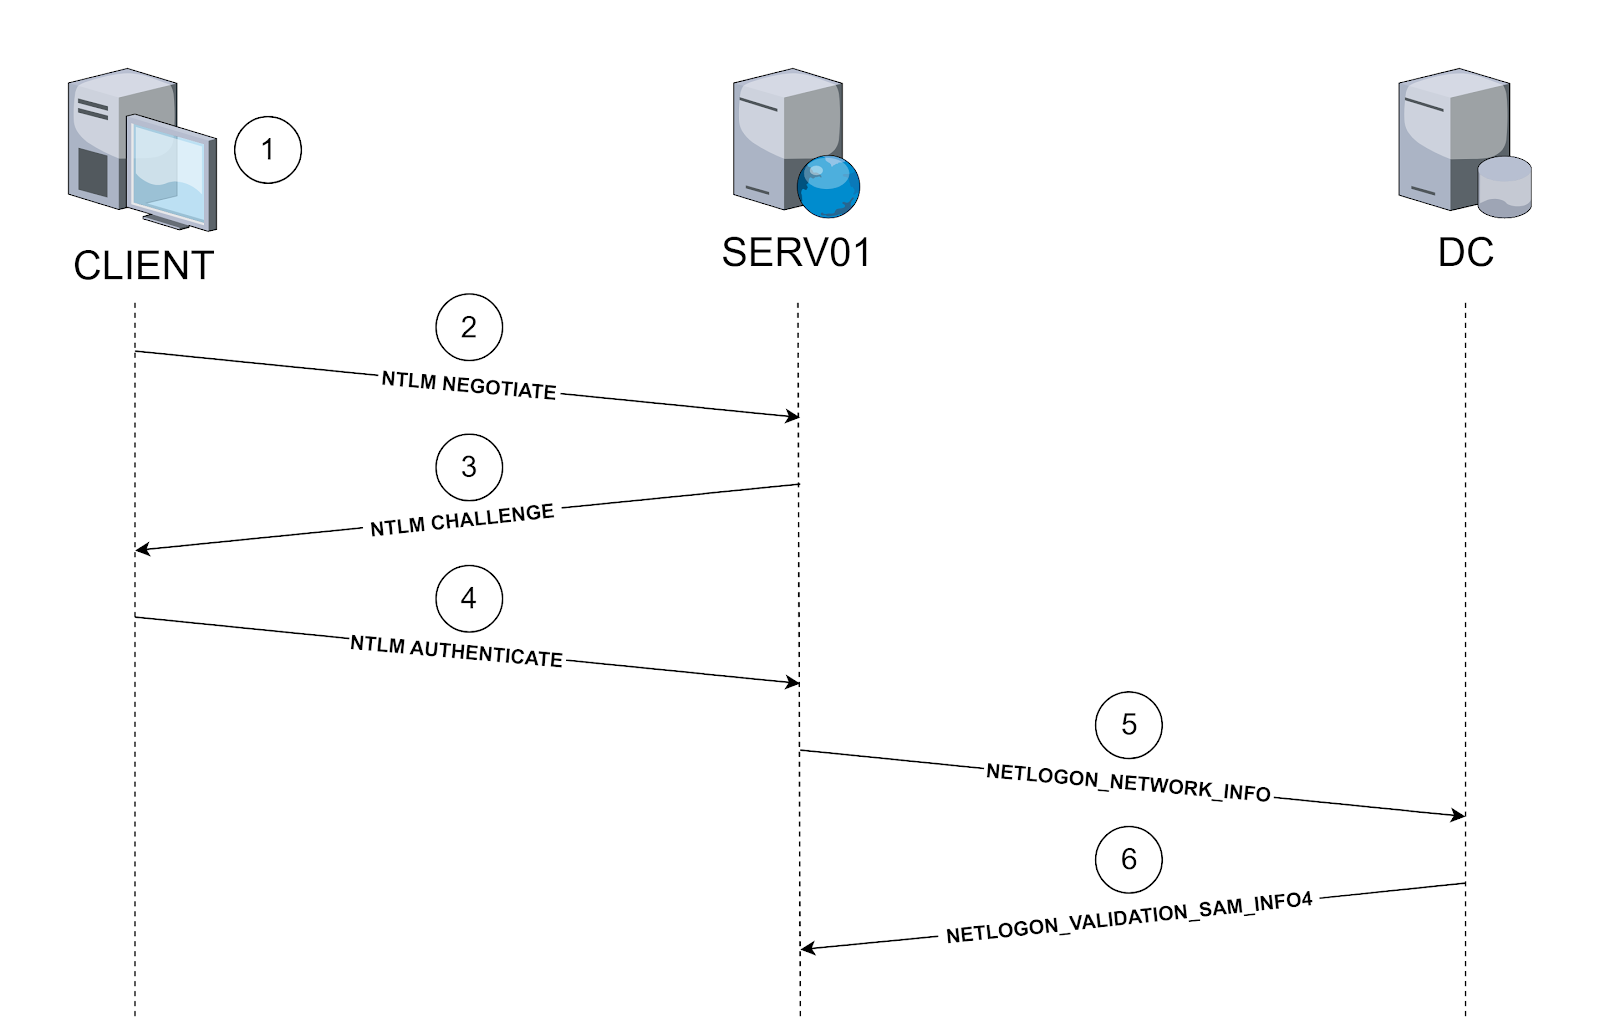 1
CLIENT
SERV01
DC
2
NTLM NEGOTIATE
3
NTLM CHALLENGE
4
NTLM AUTHENTICATE
5
NETLOGON_NETWORK_INFO
6
NETLOGON_VALIDATION_SAM_INFO4